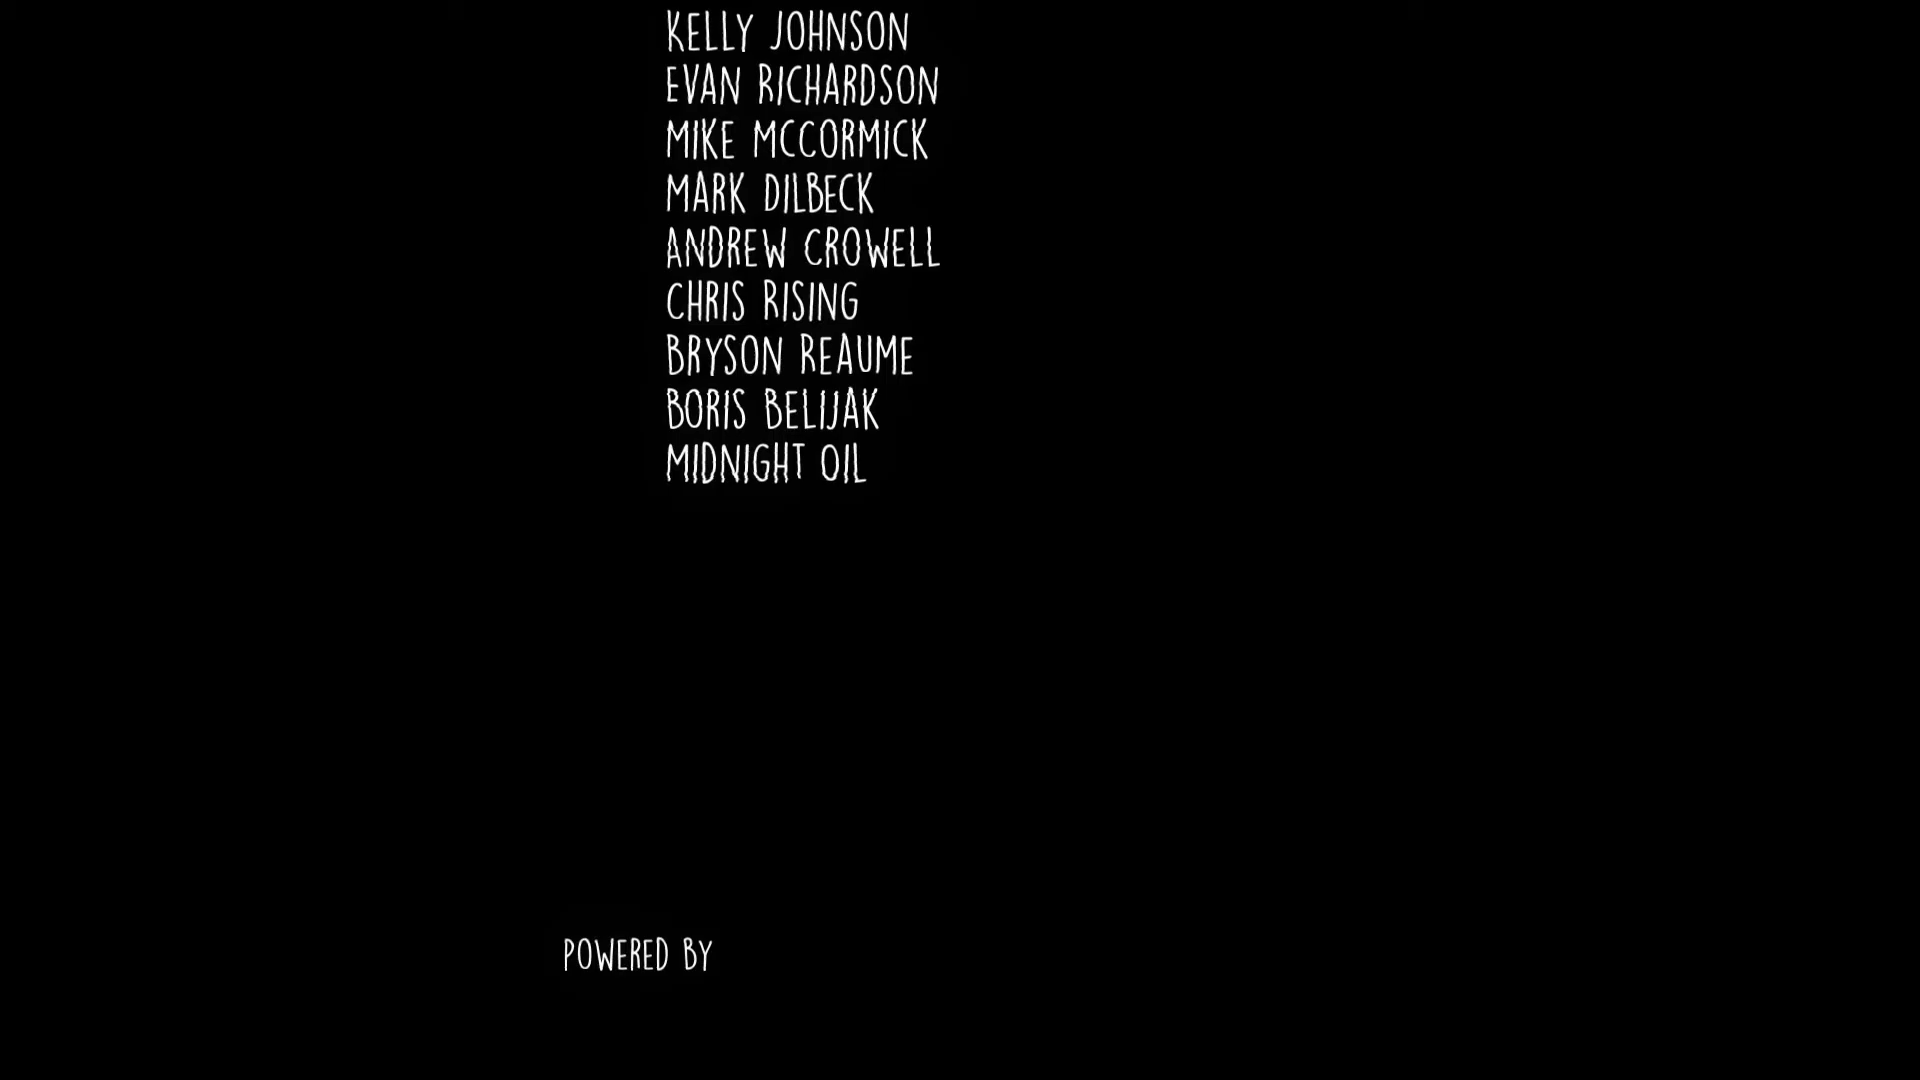 KELLY JOHNSON
EVAN RICHARDSON
MIKE MCCORMICK
MARK DILBECK
ANDREW CROWELL
CHRIS RISING
BRYSON REAUME
BORIS BELIJAK
MIDNIGHT OIL
POWERED BY